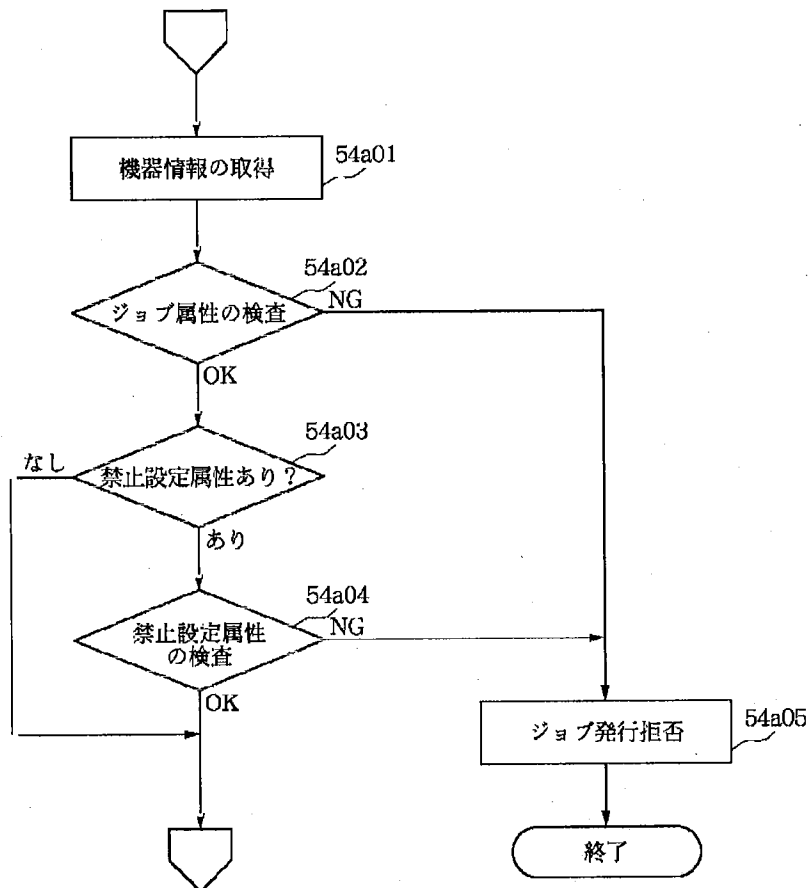 機器情報の取得
54a01
54a02
ジョブ属性の検査
NG
OK
54a03
なし
禁止設定属性あり?
あり
54a04
禁止設定属性
の検査
NG
OK
54a05
ジョブ発行拒否
終了